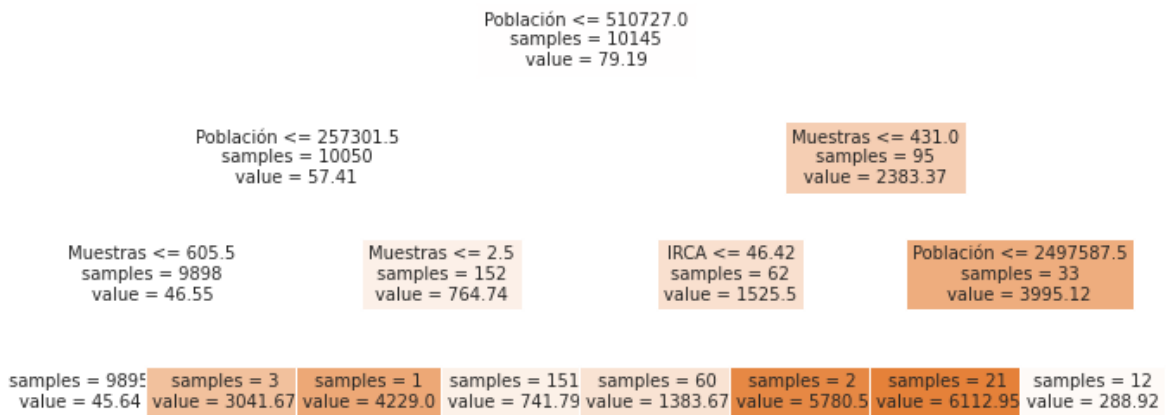 Población <= 510727.0
samples = 10145
value = 79.19
Población <= 257301.5
samples = 10050
value = 57.41
Muestras <= 431.0
samples = 95
value = 2383.37
Muestras <= 605.5
samples = 9898
value = 46.55
Muestras <= 2.5
samples = 152
value = 764.74
IRCA <= 46.42
samples = 62
value = 1525.5
Población <= 2497587.5
samples = 33
value = 3995.12
samples = 9895
value = 45.64
samples = 3
value = 3041.67
samples = 1
value = 4229.0
samples = 151
value = 741.79
samples = 60
value = 1383.67
samples = 2
value = 5780.5
samples = 21
value = 6112.95
samples = 12
value = 288.92